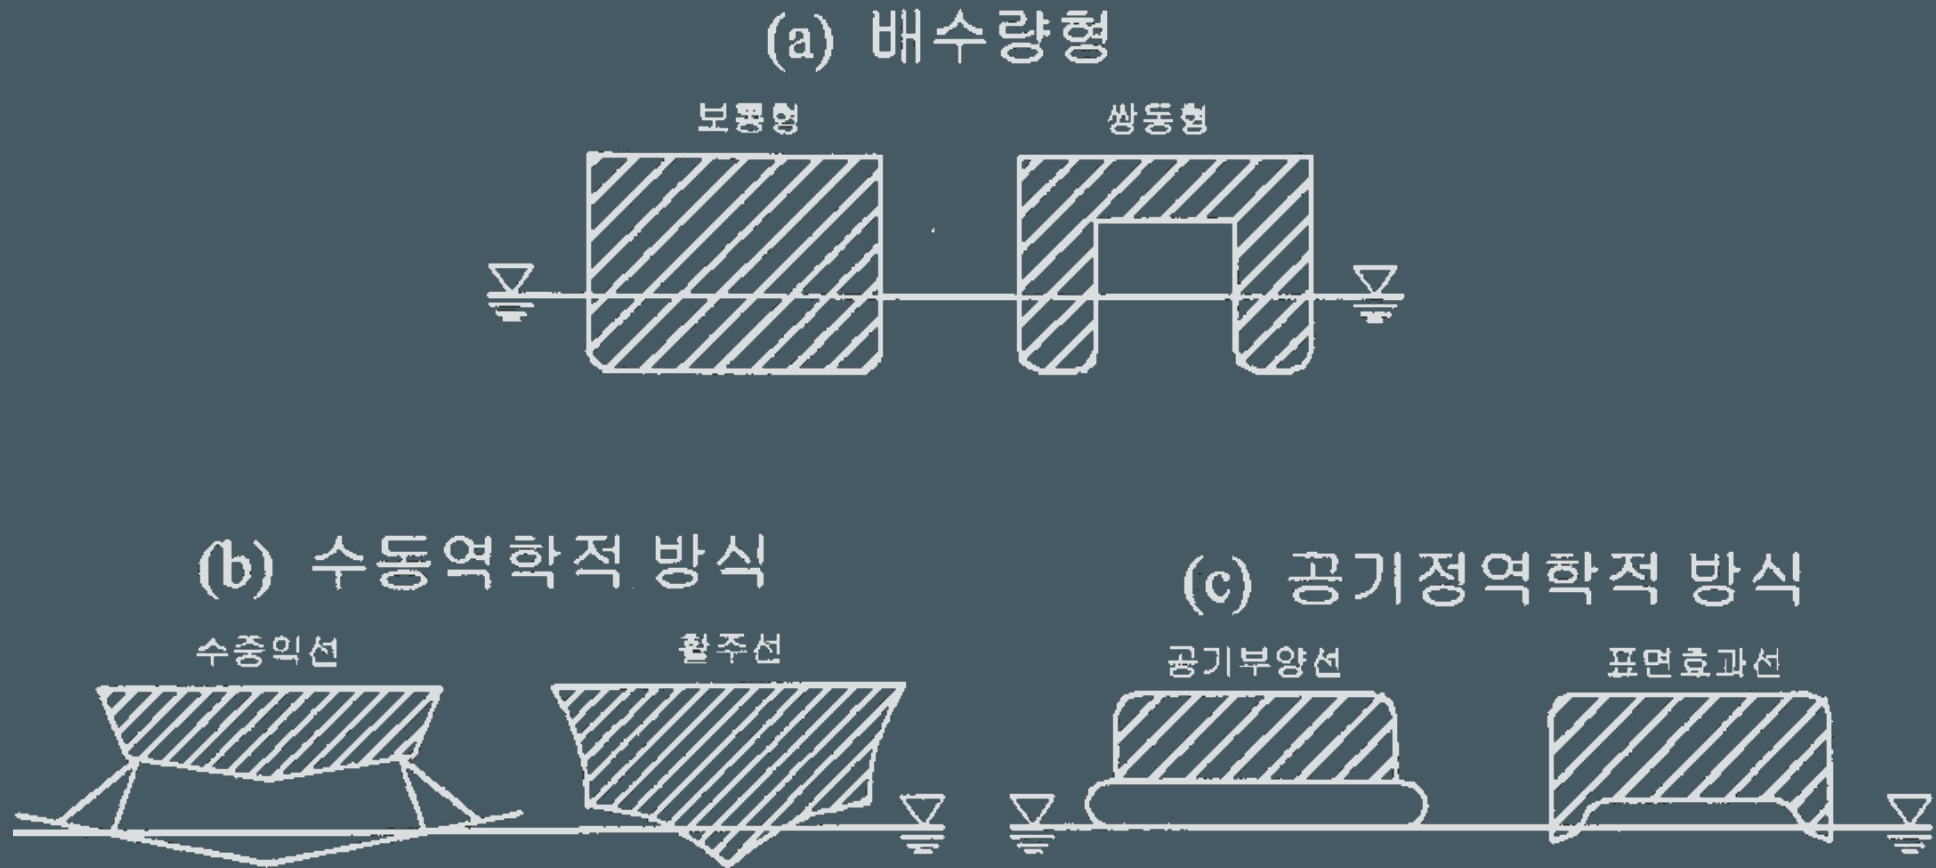 (a) 배수량형
보통형 쌍동형
(b) 수동역학적 방식
수중익선 활주선
(c) 공기정역학적 방식
공기부양선 표면효과선